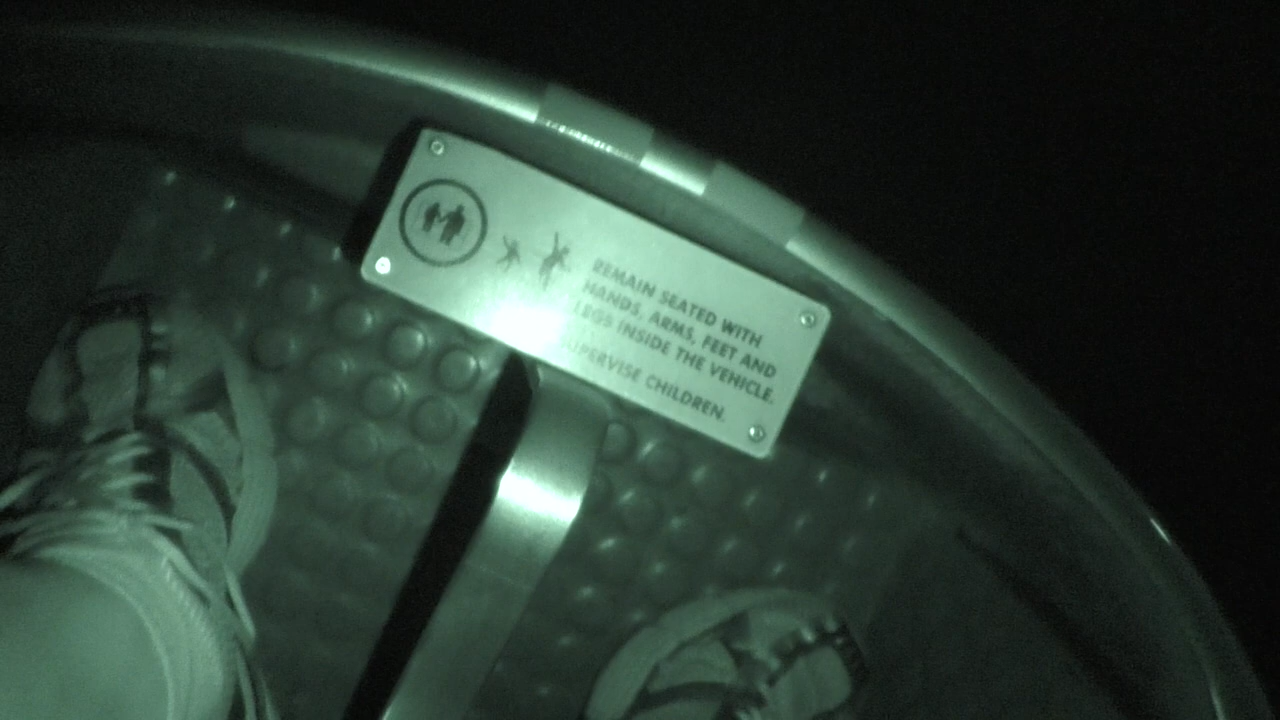 REMAIN SEATED WITH
HANDS, ARMS, FEET AND
LEGS INSIDE THE VEHICLE.
SUPERVISE CHILDREN.